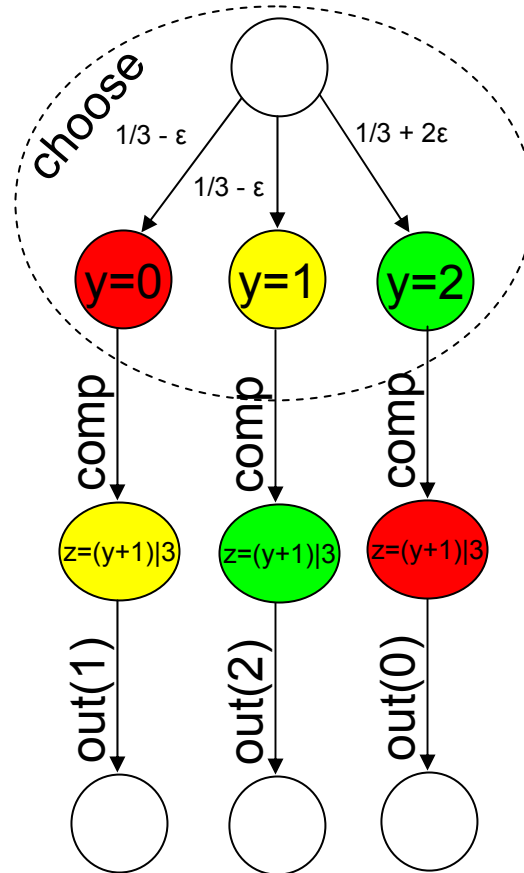 choose
1/3 - ε
1/3 - ε
1/3 + 2ε
y=0
y=1
y=2
comp
comp
comp
z=(y+1)|3
z=(y+1)|3
z=(y+1)|3
out(1)
out(2)
out(0)